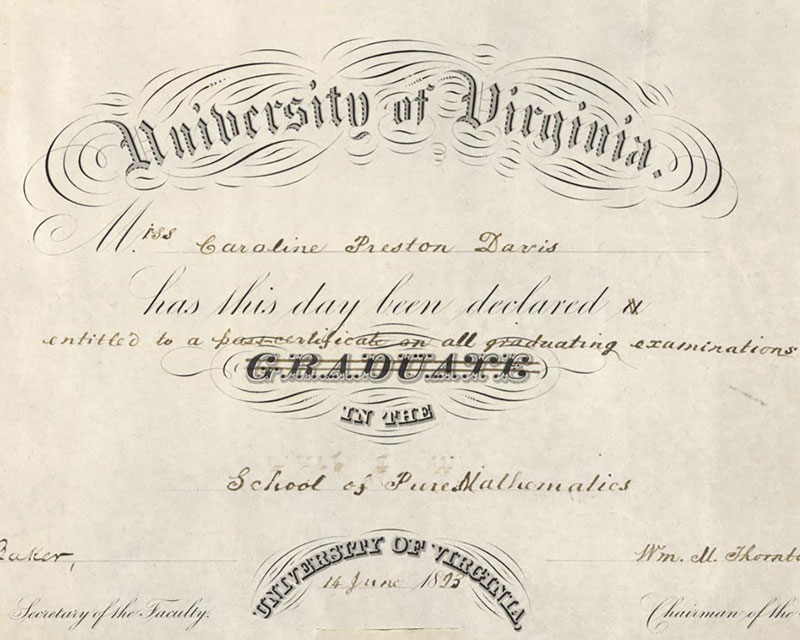 University of Virginia.
Miss Caroline Preston Davis
has this day been declared a
entitled to a pass certificate on all graduating examinations
GRADUATE
IN THE
School of Pure Mathematics
UNIVERSITY OF VIRGINIA,
14 June 1893
Baker,
Wm. M. Thornto
Secretary of the Faculty.
Chairman of the